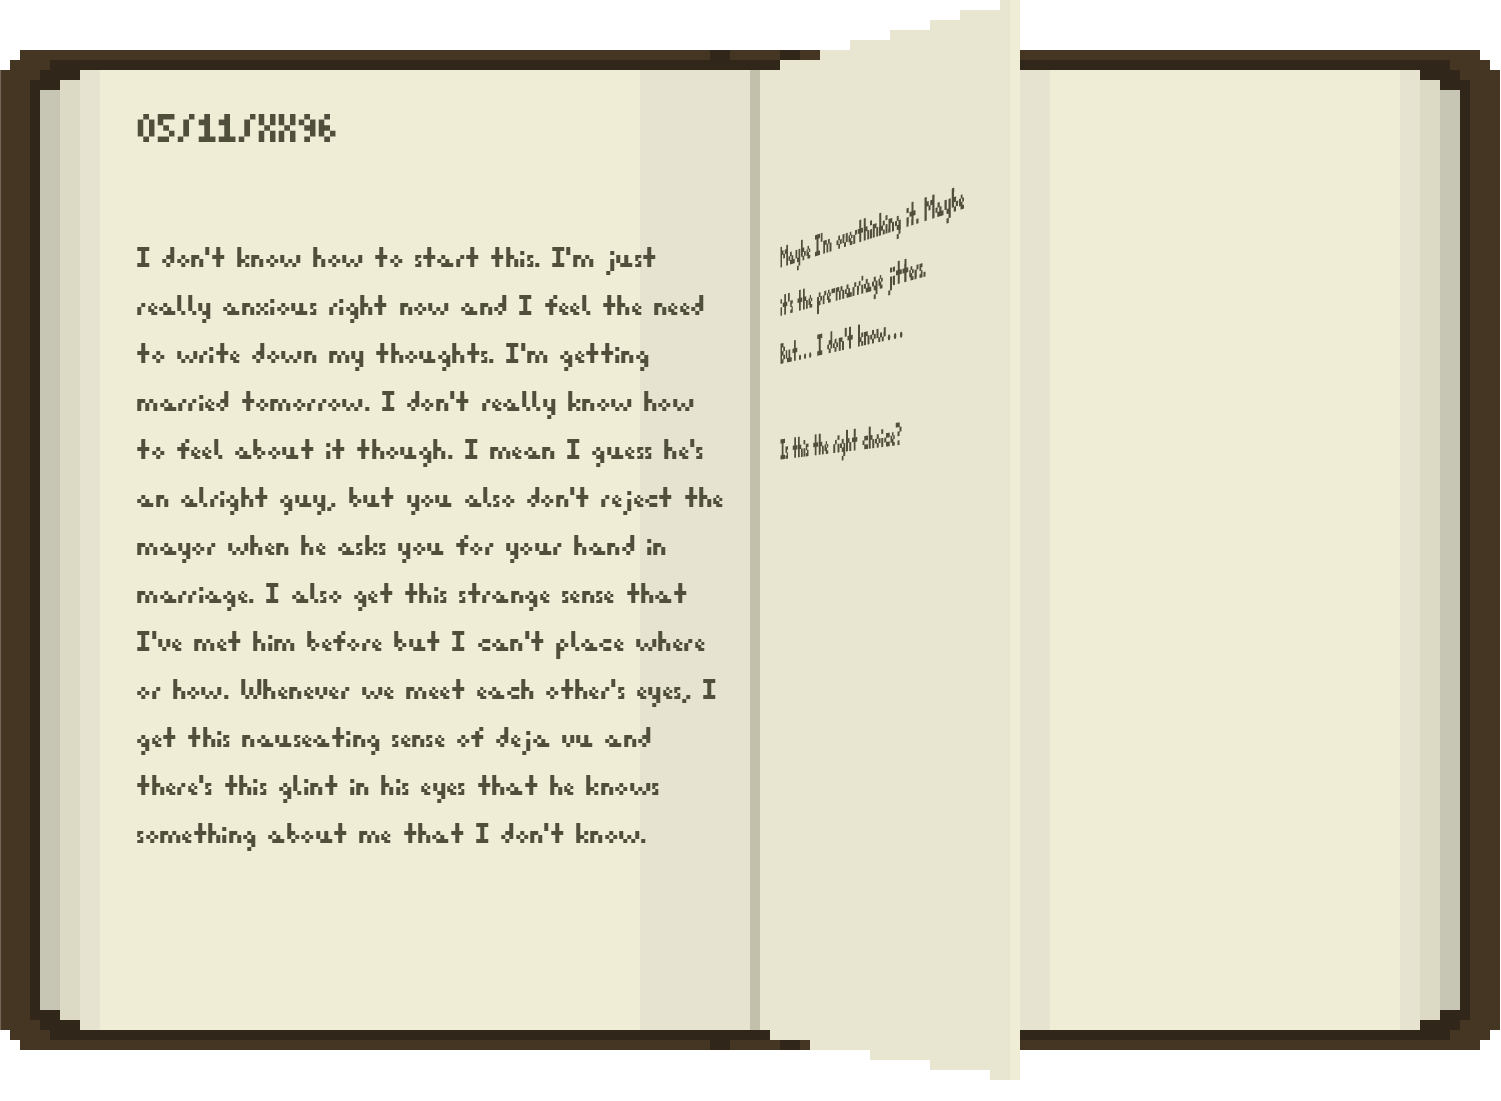 05/11/XX96
I don't know how to start this. I'm just
really anxious right now and I feel the need
to write down my thoughts. I'm getting
married tomorrow. I don't really know how
to feel about it though. I mean I guess he's
an alright guy, but you also don't reject the
mayor when he asks you for your hand in
marriage. I also get this strange sense that
I've met him before but I can't place where
or how. Whenever we meet each other's eyes, I
get this nauseating sense of deja vu and
there's this glint in his eyes that he knows
something about me that I don't know.
Maybe I'm overthinking it. Maybe
it's the pre-marriage jitters.
But... I don't know...
Is this the right choice?